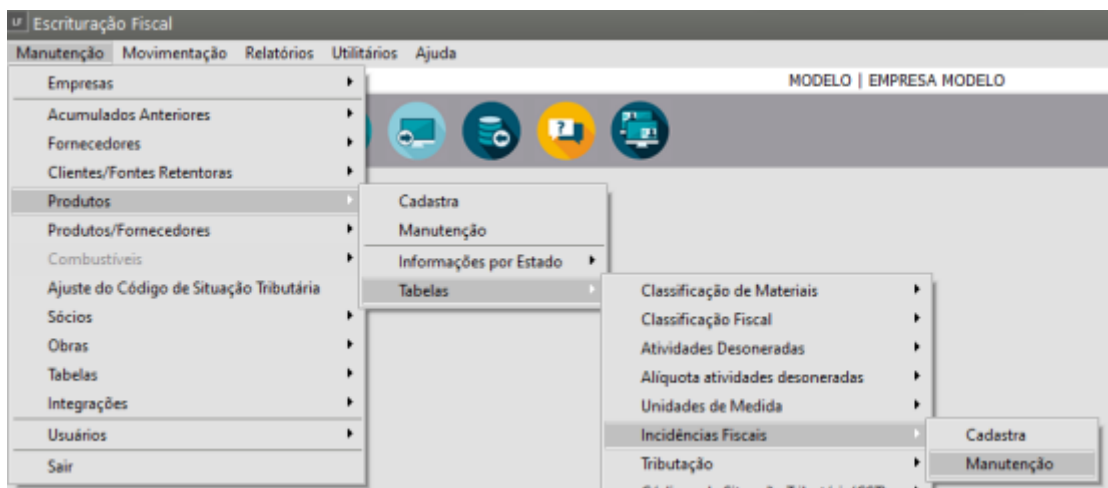 LF Escrituração Fiscal
Manutenção Movimentação Relatórios Utilitários Ajuda
MODELO | EMPRESA MODELO
Empresas
Acumulados Anteriores
Fornecedores
Clientes/Fontes Retentoras
Produtos
Produtos/Fornecedores
Combustíveis
Ajuste do Código de Situação Tributária
Sócios
Obras
Tabelas
Integrações
Usuários
Sair
Cadastra
Manutenção
Informações por Estado
Tabelas
Classificação de Materiais
Classificação Fiscal
Atividades Desoneradas
Alíquota atividades desoneradas
Unidades de Medida
Incidências Fiscais
Tributação
Cadastra
Manutenção